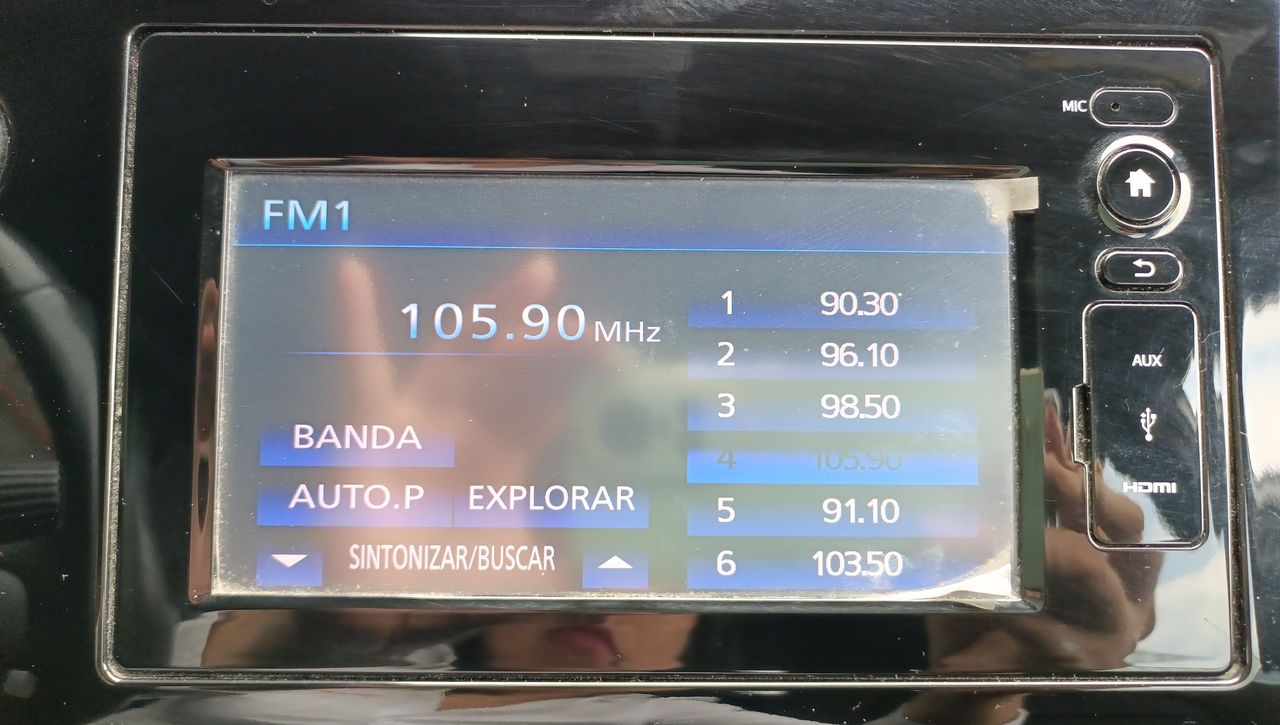 MIC
FM1
105.90 MHz
1 90.30
2 96.10
3 98.50
4 105.90
5 91.10
6 103.50
BANDA
AUTO.P EXPLORAR
SINTONIZAR/BUSCAR
AUX
HDMI